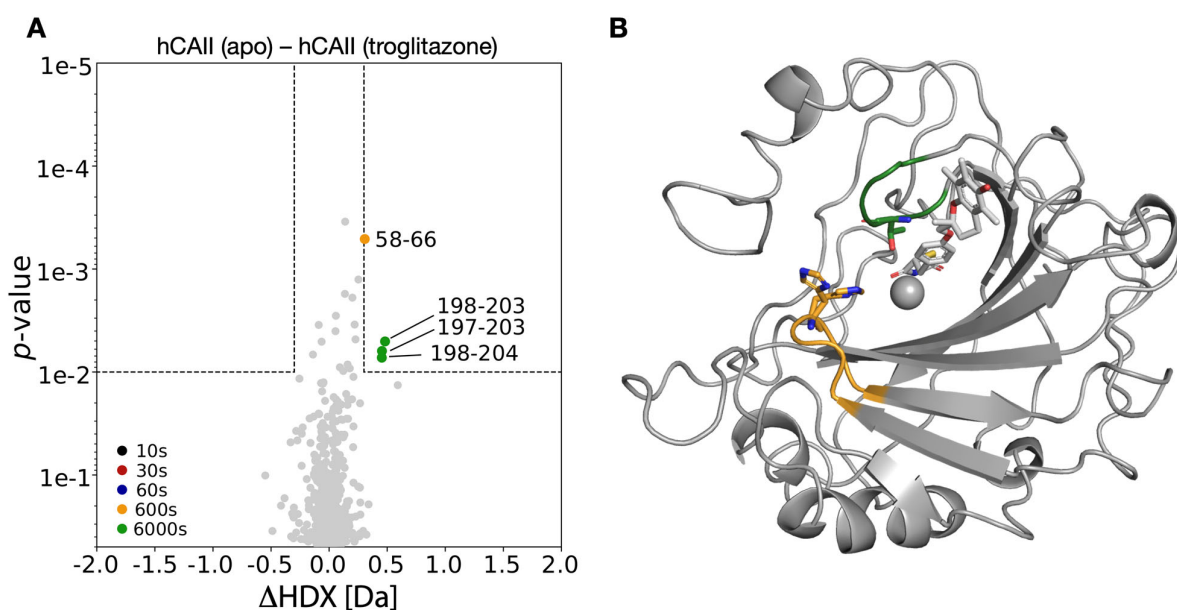 A
hCAII (apo) – hCAII (troglitazone)
1e-5
1e-4
1e-3
1e-2
1e-1
p-value
58-66
198-203
197-203
198-204
10s
30s
60s
600s
6000s
-2.0 -1.5 -1.0 -0.5 0.0 0.5 1.0 1.5 2.0
ΔHDX [Da]
B